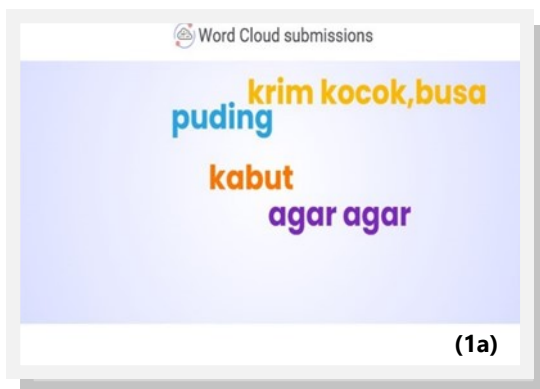 Word Cloud submissions
krim kocok,busa
puding
kabut
agar agar
(1a)